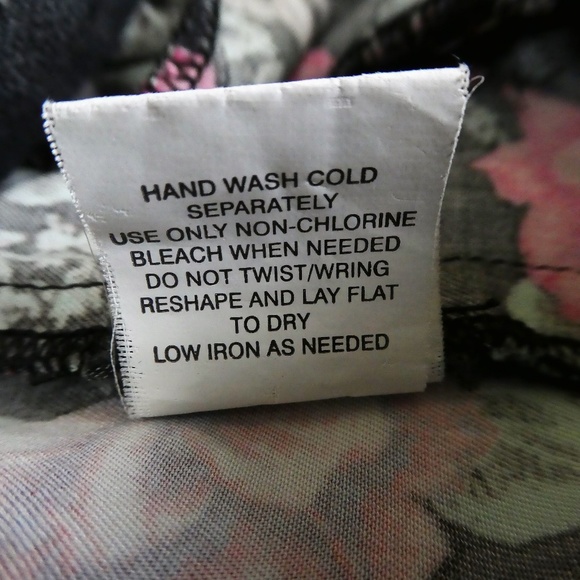 HAND WASH COLD
SEPARATELY
USE ONLY NON-CHLORINE
BLEACH WHEN NEEDED
DO NOT TWIST/WRING
RESHAPE AND LAY FLAT
TO DRY
LOW IRON AS NEEDED